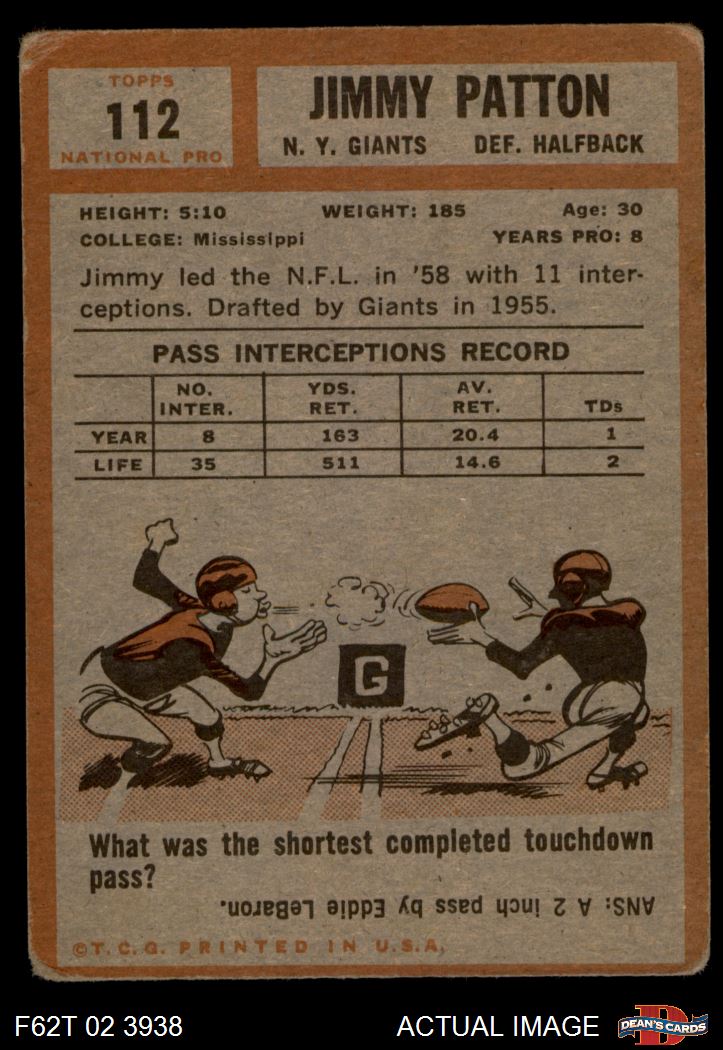 TOPPS
112
NATIONAL PRO
JIMMY PATTON
N. Y. GIANTS DEF. HALFBACK
HEIGHT: 5:10 WEIGHT: 185 Age: 30
COLLEGE: Mississippi YEARS PRO: 8
Jimmy led the N.F.L. in '58 with 11 inter-
ceptions. Drafted by Giants in 1955.
PASS INTERCEPTIONS RECORD
NO. INTER. YDS. RET. AV. RET. TDs
YEAR 8 163 20.4 1
LIFE 35 511 14.6 2
G
What was the shortest completed touchdown
pass?
ANS: A 2 inch pass by Eddie LeBaron.
©T.C.G. PRINTED IN U.S.A.
F62T 02 3938 ACTUAL IMAGE D DEAN'S CARDS